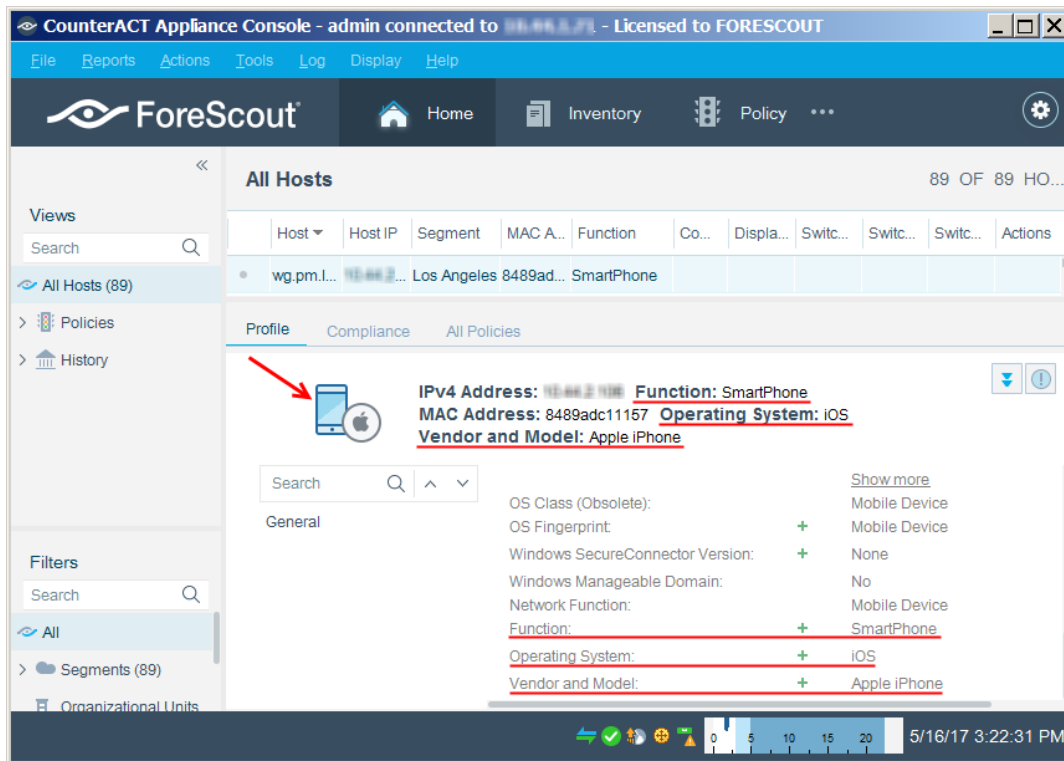 CounterACT Appliance Console - admin connected to - Licensed to FORESCOUT
File Reports Actions Tools Log Display Help
ForeScout Home Inventory Policy •••
All Hosts 89 OF 89 HO...
Views
Search
All Hosts (89)
Policies
History
Host Host IP Segment MAC A... Function Co... Displa... Switc... Switc... Switc... Actions
wg.pm.l... Los Angeles 8489ad... SmartPhone
Profile Compliance All Policies
IPv4 Address: Function: SmartPhone
MAC Address: 8489adc11157 Operating System: iOS
Vendor and Model: Apple iPhone
Search
General
Show more
OS Class (Obsolete): Mobile Device
OS Fingerprint: + Mobile Device
Windows SecureConnector Version: + None
Windows Manageable Domain: No
Network Function: Mobile Device
Function: + SmartPhone
Operating System: + iOS
Vendor and Model: + Apple iPhone
Filters
Search
All
Segments (89)
Organizational Units
0 5 10 15 20 5/16/17 3:22:31 PM